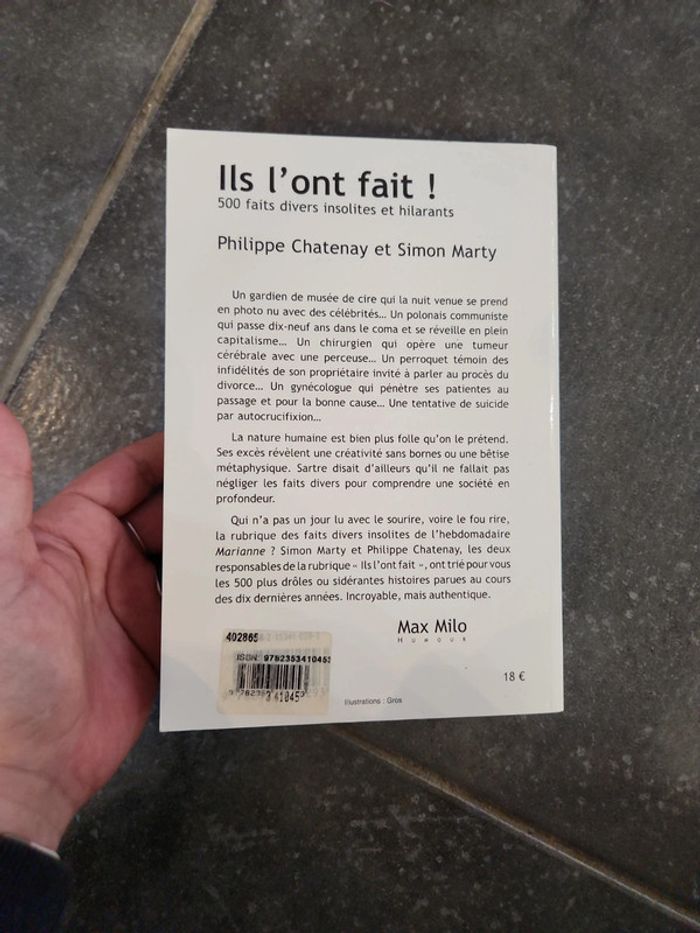 Ils l'ont fait !
500 faits divers insolites et hilarants
Philippe Chatenay et Simon Marty
Un gardien de musée de cire qui la nuit venue se prend
en photo nu avec des célébrités... Un polonais communiste
qui passe dix-neuf ans dans le coma et se réveille en plein
capitalisme... Un chirurgien qui opère une tumeur
cérébrale avec une perceuse... Un perroquet témoin des
infidélités de son propriétaire invité à parler au procès du
divorce... Un gynécologue qui pénètre ses patientes au
passage et pour la bonne cause... Une tentative de suicide
par autocrucifixion...
La nature humaine est bien plus folle qu'on le prétend.
Ses excès révèlent une créativité sans bornes ou une bêtise
métaphysique. Sartre disait d'ailleurs qu'il ne fallait pas
négliger les faits divers pour comprendre une société en
profondeur.
Qui n'a pas un jour lu avec le sourire, voire le fou rire,
la rubrique des faits divers insolites de l'hebdomadaire
Marianne ? Simon Marty et Philippe Chatenay, les deux
responsables de la rubrique « Ils l'ont fait », ont trié pour vous
les 500 plus drôles ou sidérantes histoires parues au cours
des dix dernières années. Incroyable, mais authentique.
Max Milo
HUMOUR
402865
ISBN: 978235341045
18 €
Illustrations : Gros